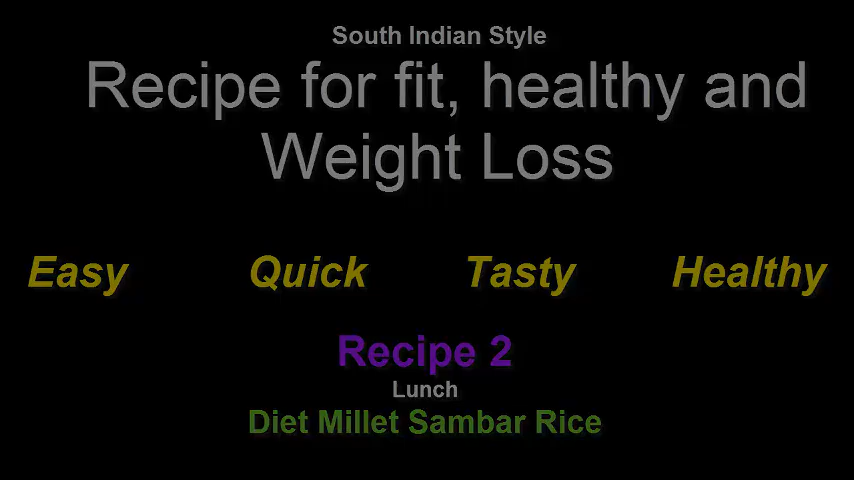 South Indian Style
Recipe for fit, healthy and
Weight Loss
Easy Quick Tasty Healthy
Recipe 2
Lunch
Diet Millet Sambar Rice